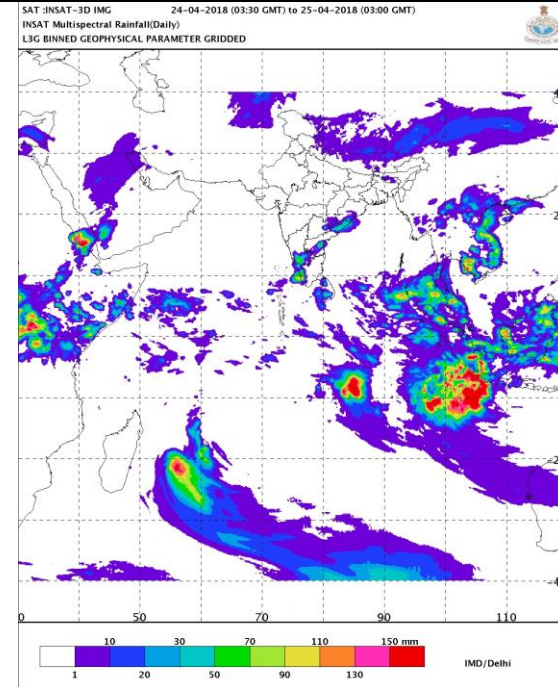 SAT :INSAT-3D IMG 24-04-2018 (03:30 GMT) to 25-04-2018 (03:00 GMT)
INSAT Multispectral Rainfall(Daily)
L3G BINNED GEOPHYSICAL PARAMETER GRIDDED
50 70 90 110
10 30 70 110 150 mm
1 20 50 90 130
IMD/Delhi